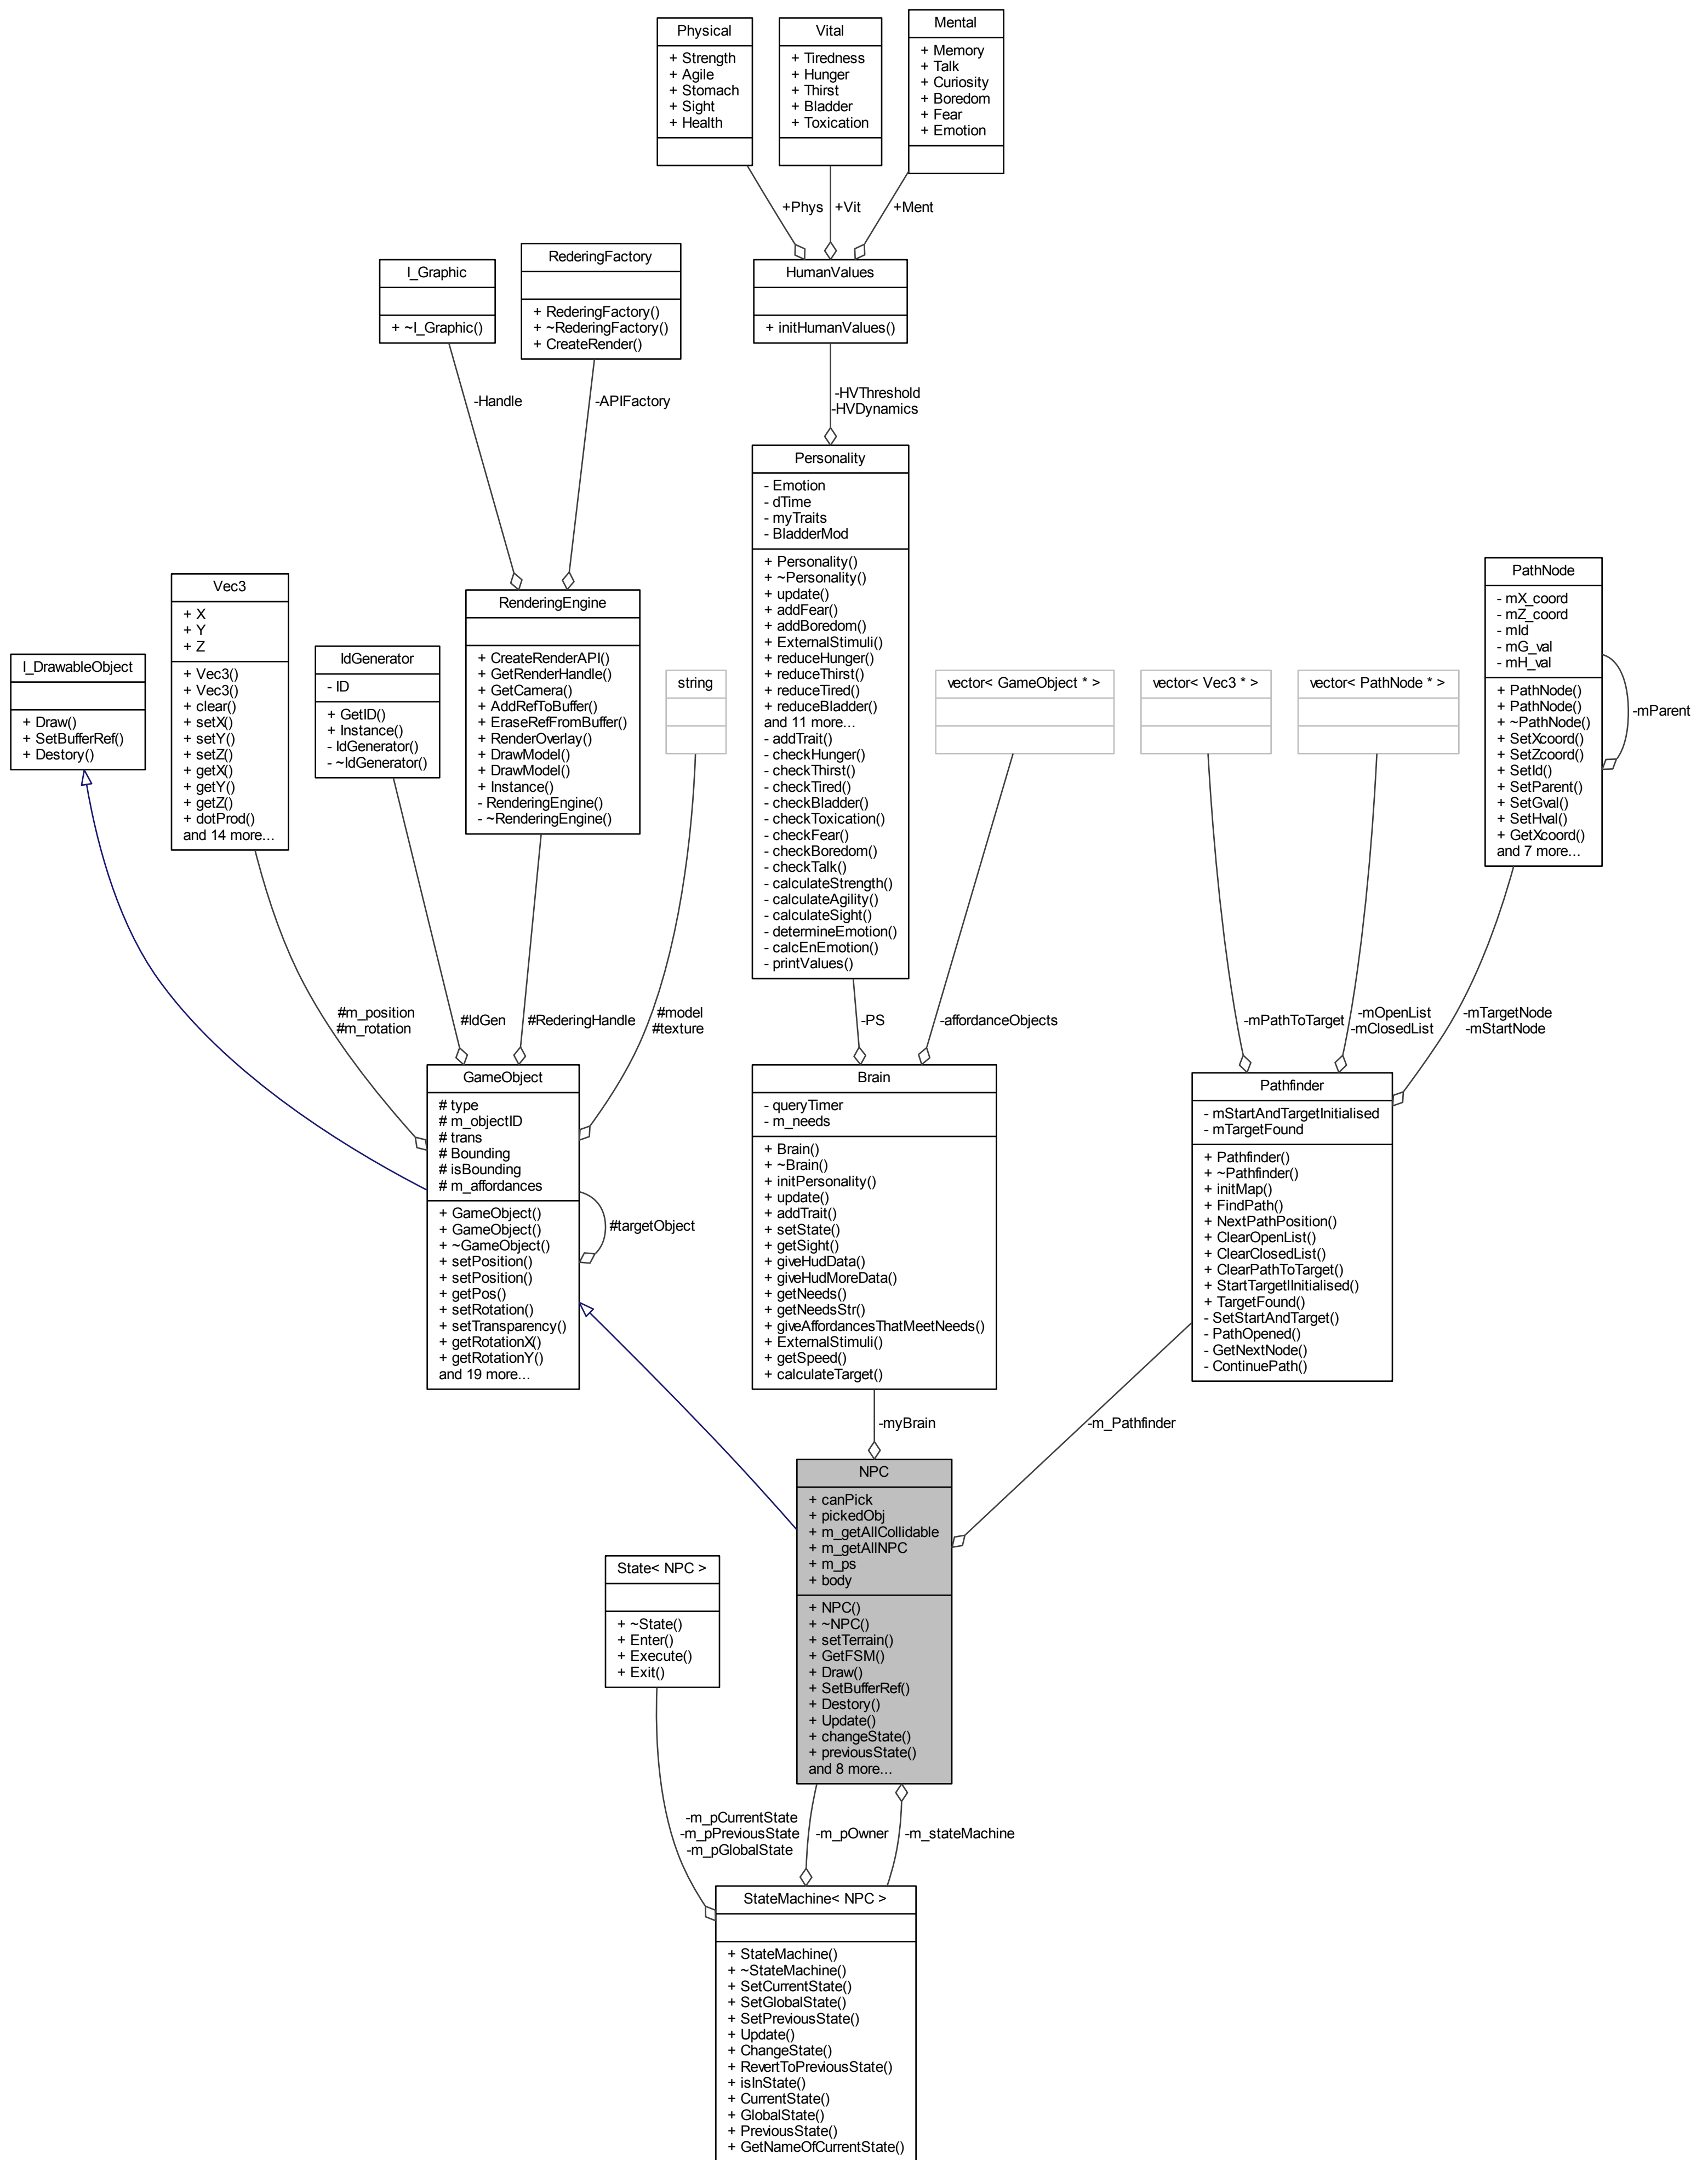 Physical
+ Strength
+ Agile
+ Stomach
+ Sight
+ Health
Vital
+ Tiredness
+ Hunger
+ Thirst
+ Bladder
+ Toxication
Mental
+ Memory
+ Talk
+ Curiosity
+ Boredom
+ Fear
+ Emotion
+Phys
+Vit
+Ment
I_Graphic
+ ~I_Graphic()
RederingFactory
+ RederingFactory()
+ ~RederingFactory()
+ CreateRender()
HumanValues
+ initHumanValues()
-Handle
-APIFactory
-HVThreshold
-HVDynamics
I_DrawableObject
+ Draw()
+ SetBufferRef()
+ Destory()
Vec3
+ X
+ Y
+ Z
+ Vec3()
+ Vec3()
+ clear()
+ setX()
+ setY()
+ setZ()
+ getX()
+ getY()
+ getZ()
+ dotProd()
and 14 more...
IdGenerator
- ID
+ GetID()
+ Instance()
- IdGenerator()
- ~IdGenerator()
RenderingEngine
+ CreateRenderAPI()
+ GetRenderHandle()
+ GetCamera()
+ AddRefToBuffer()
+ EraseRefFromBuffer()
+ RenderOverlay()
+ DrawModel()
+ DrawModel()
+ Instance()
- RenderingEngine()
- ~RenderingEngine()
string
Personality
- Emotion
- dTime
- myTraits
- BladderMod
+ Personality()
+ ~Personality()
+ update()
+ addFear()
+ addBoredom()
+ ExternalStimuli()
+ reduceHunger()
+ reduceThirst()
+ reduceTired()
+ reduceBladder()
and 11 more...
- addTrait()
- checkHunger()
- checkThirst()
- checkTired()
- checkBladder()
- checkToxication()
- checkFear()
- checkBoredom()
- checkTalk()
- calculateStrength()
- calculateAgility()
- calculateSight()
- determineEmotion()
- calcEnEmotion()
- printValues()
vector< GameObject * >
vector< Vec3 * >
vector< PathNode * >
PathNode
- mX_coord
- mZ_coord
- mId
- mG_val
- mH_val
+ PathNode()
+ PathNode()
+ ~PathNode()
+ SetXcoord()
+ SetZcoord()
+ SetId()
+ SetParent()
+ SetGval()
+ SetHval()
+ GetXcoord()
and 7 more...
-mParent
#m_position
#m_rotation
#IdGen
#RederingHandle
#model
#texture
-PS
-affordanceObjects
-mPathToTarget
-mOpenList
-mClosedList
-mTargetNode
-mStartNode
GameObject
# type
# m_objectID
# trans
# Bounding
# isBounding
# m_affordances
+ GameObject()
+ GameObject()
+ ~GameObject()
+ setPosition()
+ setPosition()
+ getPos()
+ setRotation()
+ setTransparency()
+ getRotationX()
+ getRotationY()
and 19 more...
#targetObject
Brain
- queryTimer
- m_needs
+ Brain()
+ ~Brain()
+ initPersonality()
+ update()
+ addTrait()
+ setState()
+ getSight()
+ giveHudData()
+ giveHudMoreData()
+ getNeeds()
+ getNeedsStr()
+ giveAffordancesThatMeetNeeds()
+ ExternalStimuli()
+ getSpeed()
+ calculateTarget()
Pathfinder
- mStartAndTargetInitialised
- mTargetFound
+ Pathfinder()
+ ~Pathfinder()
+ initMap()
+ FindPath()
+ NextPathPosition()
+ ClearOpenList()
+ ClearClosedList()
+ ClearPathToTarget()
+ StartTargetIInitialised()
+ TargetFound()
- SetStartAndTarget()
- PathOpened()
- GetNextNode()
- ContinuePath()
-myBrain
-m_Pathfinder
NPC
+ canPick
+ pickedObj
+ m_getAllCollidable
+ m_getAllNPC
+ m_ps
+ body
+ NPC()
+ ~NPC()
+ setTerrain()
+ GetFSM()
+ Draw()
+ SetBufferRef()
+ Destory()
+ Update()
+ changeState()
+ previousState()
and 8 more...
State< NPC >
+ ~State()
+ Enter()
+ Execute()
+ Exit()
-m_pCurrentState
-m_pPreviousState
-m_pGlobalState
-m_pOwner
-m_stateMachine
StateMachine< NPC >
+ StateMachine()
+ ~StateMachine()
+ SetCurrentState()
+ SetGlobalState()
+ SetPreviousState()
+ Update()
+ ChangeState()
+ RevertToPreviousState()
+ isInState()
+ CurrentState()
+ GlobalState()
+ PreviousState()
+ GetNameOfCurrentState()